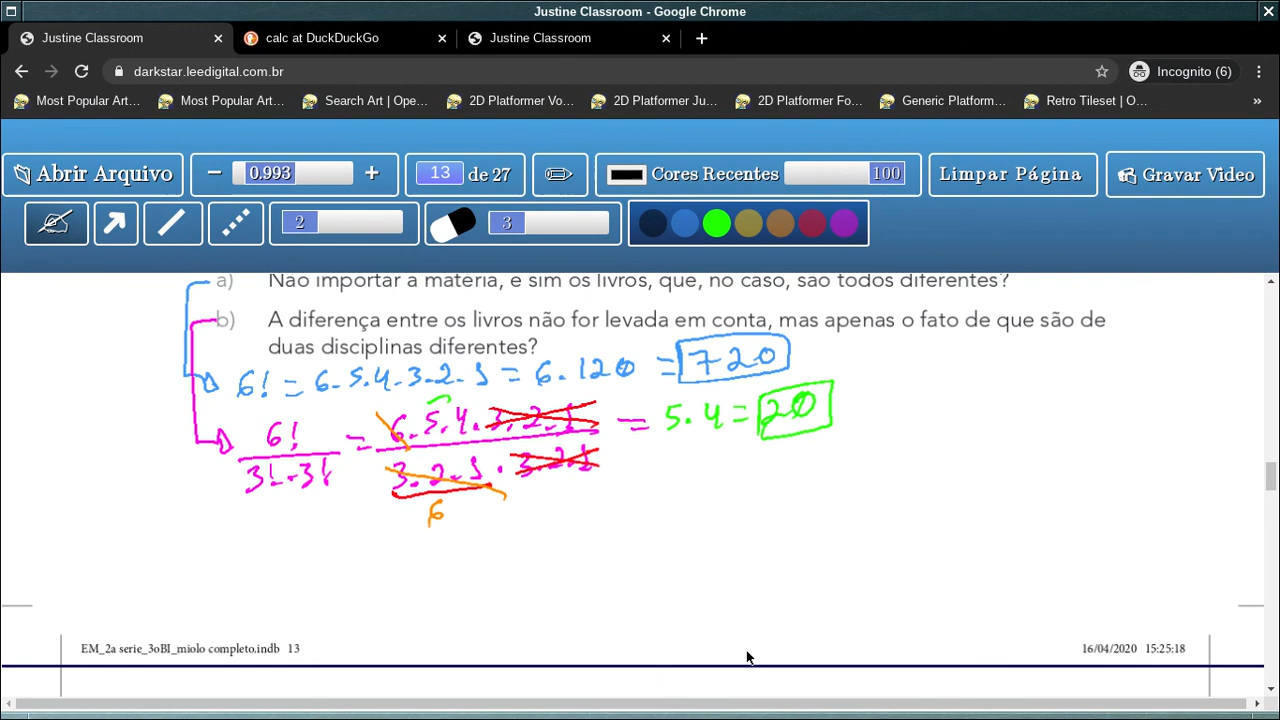 Justine Classroom - Google Chrome
Justine Classroom
calc at DuckDuckGo
Justine Classroom
darkstar.leedigital.com.br
Incognito (6)
Most Popular Art...
Most Popular Art...
Search Art | Ope...
2D Platformer Vo...
2D Platformer Ju...
2D Platformer Fo...
Generic Platform...
Retro Tileset | O...
Abrir Arquivo
− 0.993 +
13 de 27
Cores Recentes 100
Limpar Página
Gravar Video
2
3
a) Não importar a matéria, e sim os livros, que, no caso, são todos diferentes?
b) A diferença entre os livros não for levada em conta, mas apenas o fato de que são de
duas disciplinas diferentes?
6! = 6.5.4.3.2.1 = 6.120 = 720
6! = 6.5.4.3.2.1 = 5.4 = 20
3!.3! 3.2.1 . 3.2.1
6
EM_2a serie_3oBI_miolo completo.indb 13
16/04/2020 15:25:18